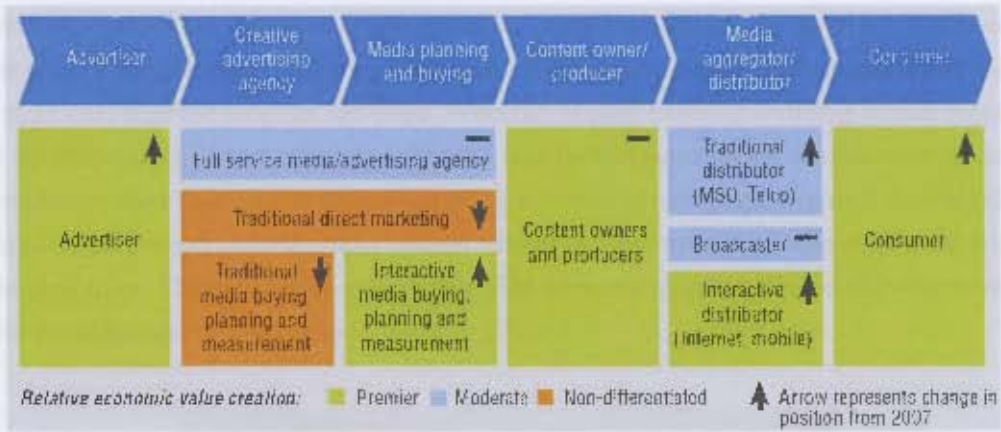 Advertiser
Creative
advertising
agency
Media planning
and buying
Content owner/
producer
Media
aggregator/
distributor
Consumer
Advertiser
Full service media/advertising agency
Traditional direct marketing
Traditional
media buying,
planning and
measurement
Interactive
media buying,
planning and
measurement
Content owners
and producers
Traditional
distributor
(MSO, Telco)
Broadcaster
Interactive
distributor
(Internet, mobile)
Consumer
Relative economic value creation: Premier Moderate Non-differentiated
Arrow represents change in
position from 2007